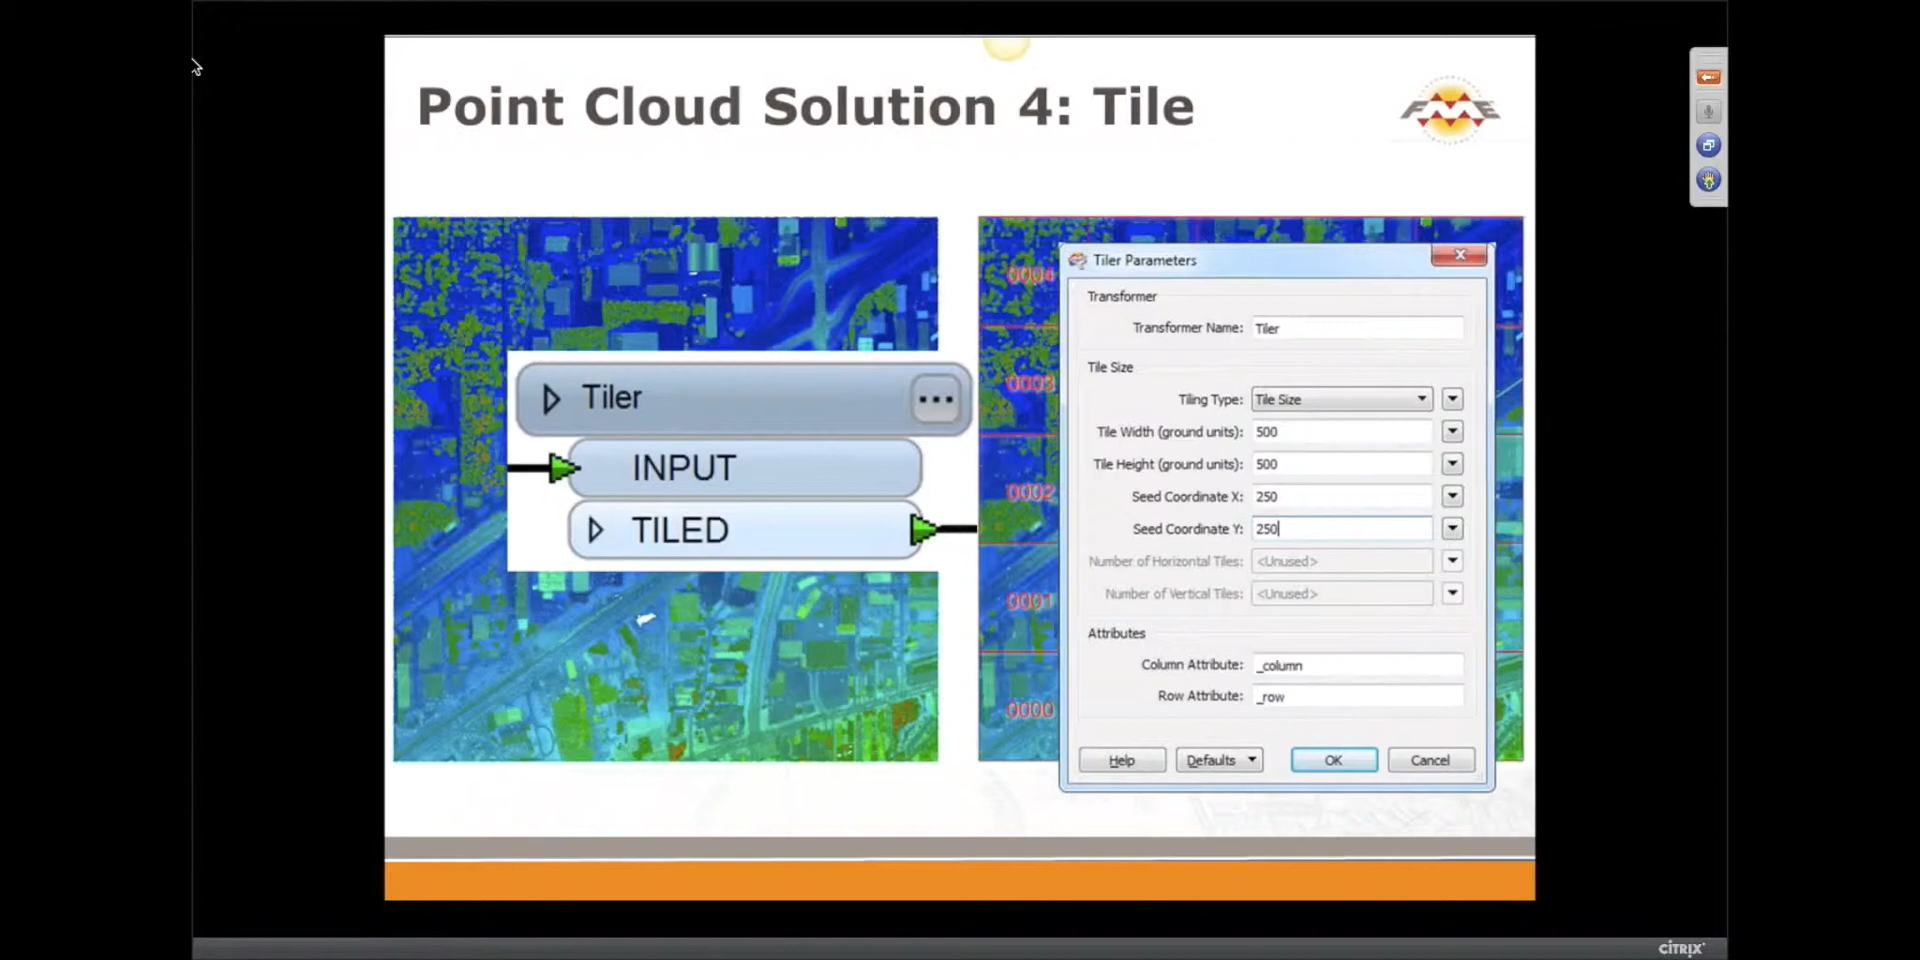 Point Cloud Solution 4: Tile
FME
Tiler
INPUT
TILED
0004
0003
0002
0001
0000
Tiler Parameters
Transformer
Transformer Name: Tiler
Tile Size
Tiling Type: Tile Size
Tile Width (ground units): 500
Tile Height (ground units): 500
Seed Coordinate X: 250
Seed Coordinate Y: 250
Number of Horizontal Tiles: <Unused>
Number of Vertical Tiles: <Unused>
Attributes
Column Attribute: _column
Row Attribute: _row
Help Defaults OK Cancel
CITRIX